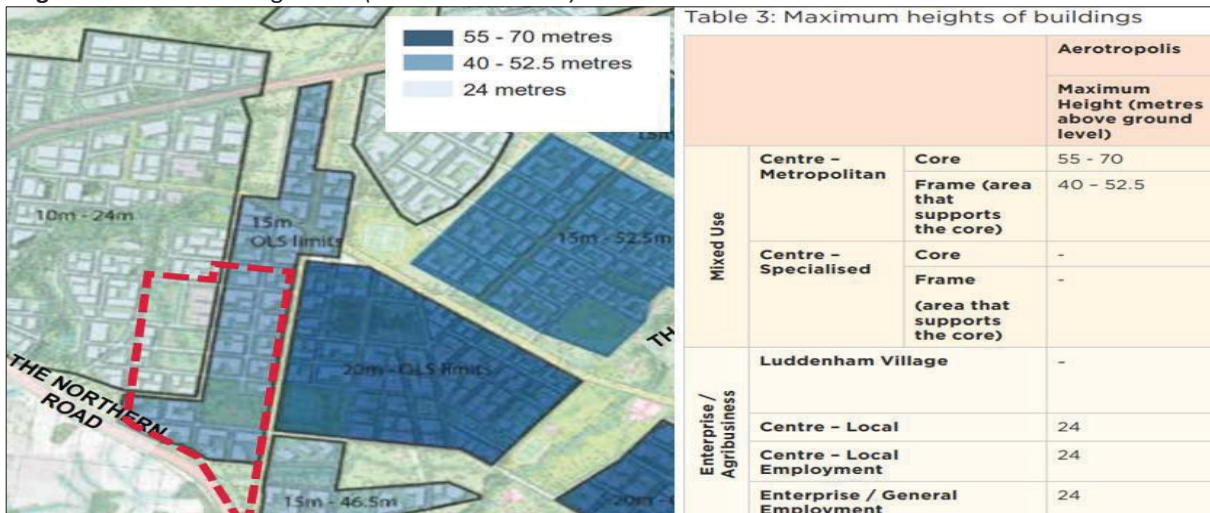 55 - 70 metres
40 - 52.5 metres
24 metres
10m - 24m
15m -
OLS limits
15m - 52.5m
20m - OLS limits
THE NORTHERN
ROAD
15m - 46.5m
TH
Table 3: Maximum heights of buildings
Aerotropolis
Maximum
Height (metres
above ground
level)
Mixed Use
Centre –
Metropolitan
Core
55 - 70
Frame (area
that
supports
the core)
40 – 52.5
Centre –
Specialised
Core
-
Frame
(area that
supports
the core)
-
Enterprise /
Agribusiness
Luddenham Village
-
Centre – Local
24
Centre – Local
Employment
24
Enterprise / General
Employment
24